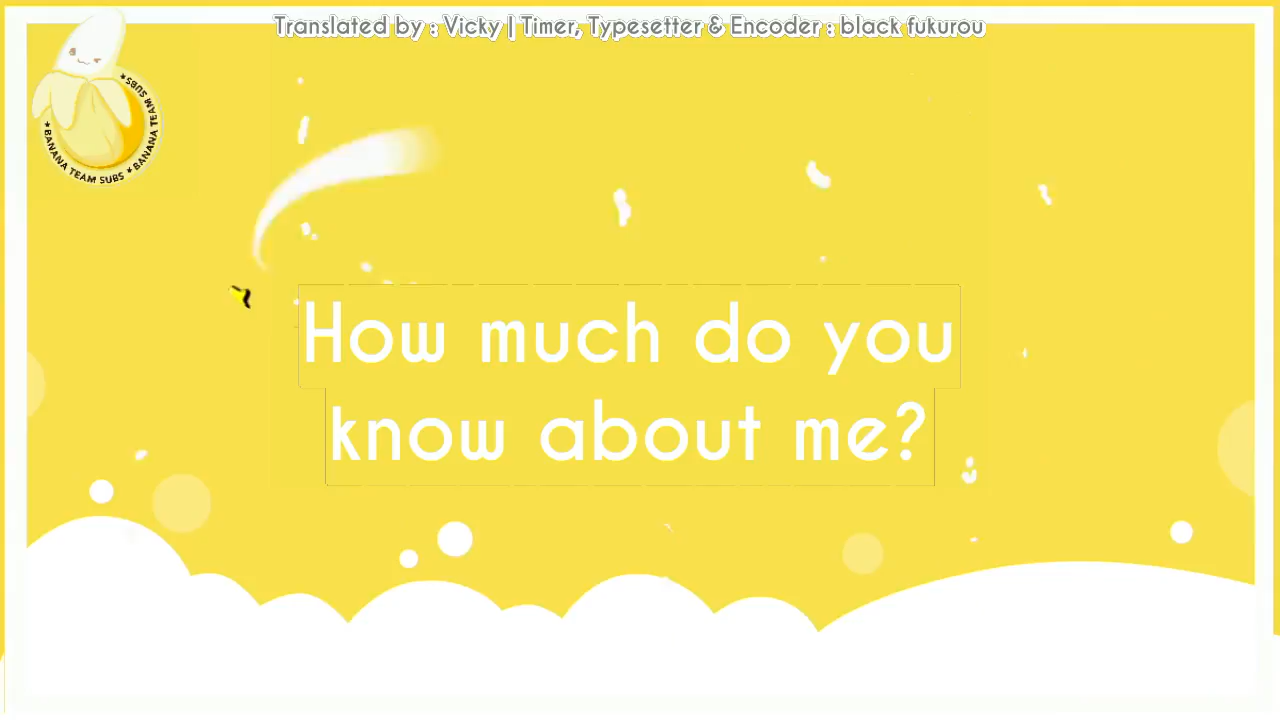 Translated by : Vicky | Timer, Typesetter & Encoder : black fukurou
* BANANA TEAM SUBS * BANANA TEAM SUBS
How much do you
know about me?